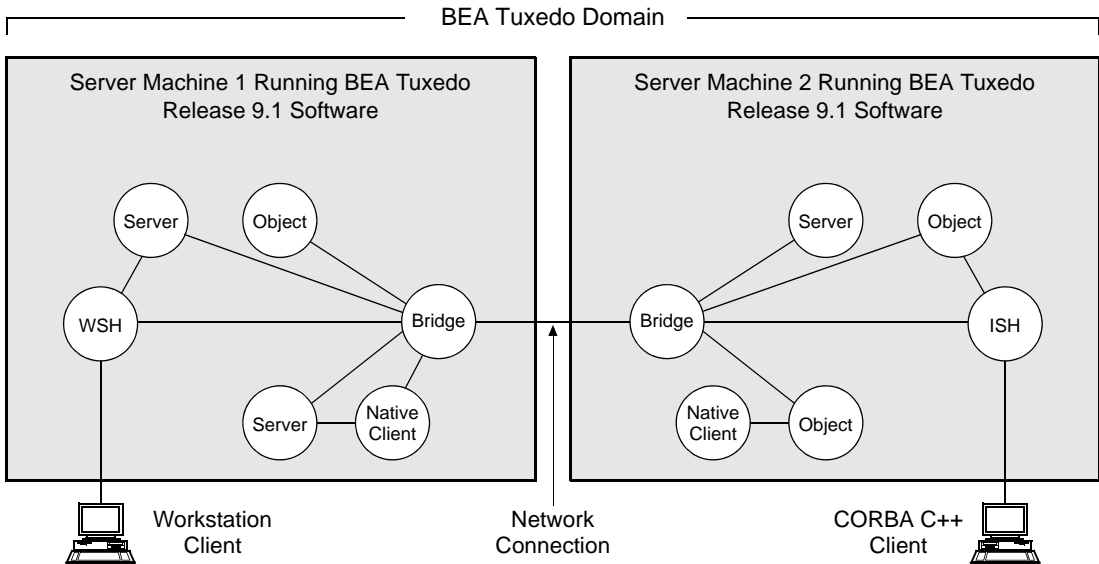 BEA Tuxedo Domain
Server Machine 1 Running BEA Tuxedo
Release 9.1 Software
Server
Object
WSH
Bridge
Server
Native
Client
Server Machine 2 Running BEA Tuxedo
Release 9.1 Software
Server
Object
Bridge
ISH
Native
Client
Object
Workstation
Client
Network
Connection
CORBA C++
Client